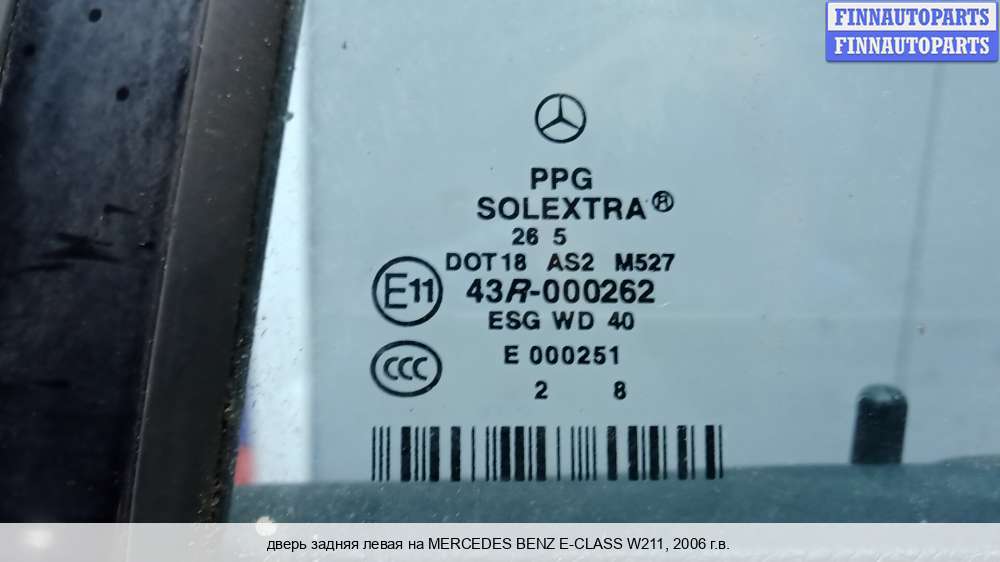 FINNAUTOPARTS
FINNAUTOPARTS
PPG
SOLEXTRA®
26 5
DOT18 AS2 M527
E11 43R-000262
ESG WD 40
CCC E 000251
2 8
дверь задняя левая на MERCEDES BENZ E-CLASS W211, 2006 г.в.